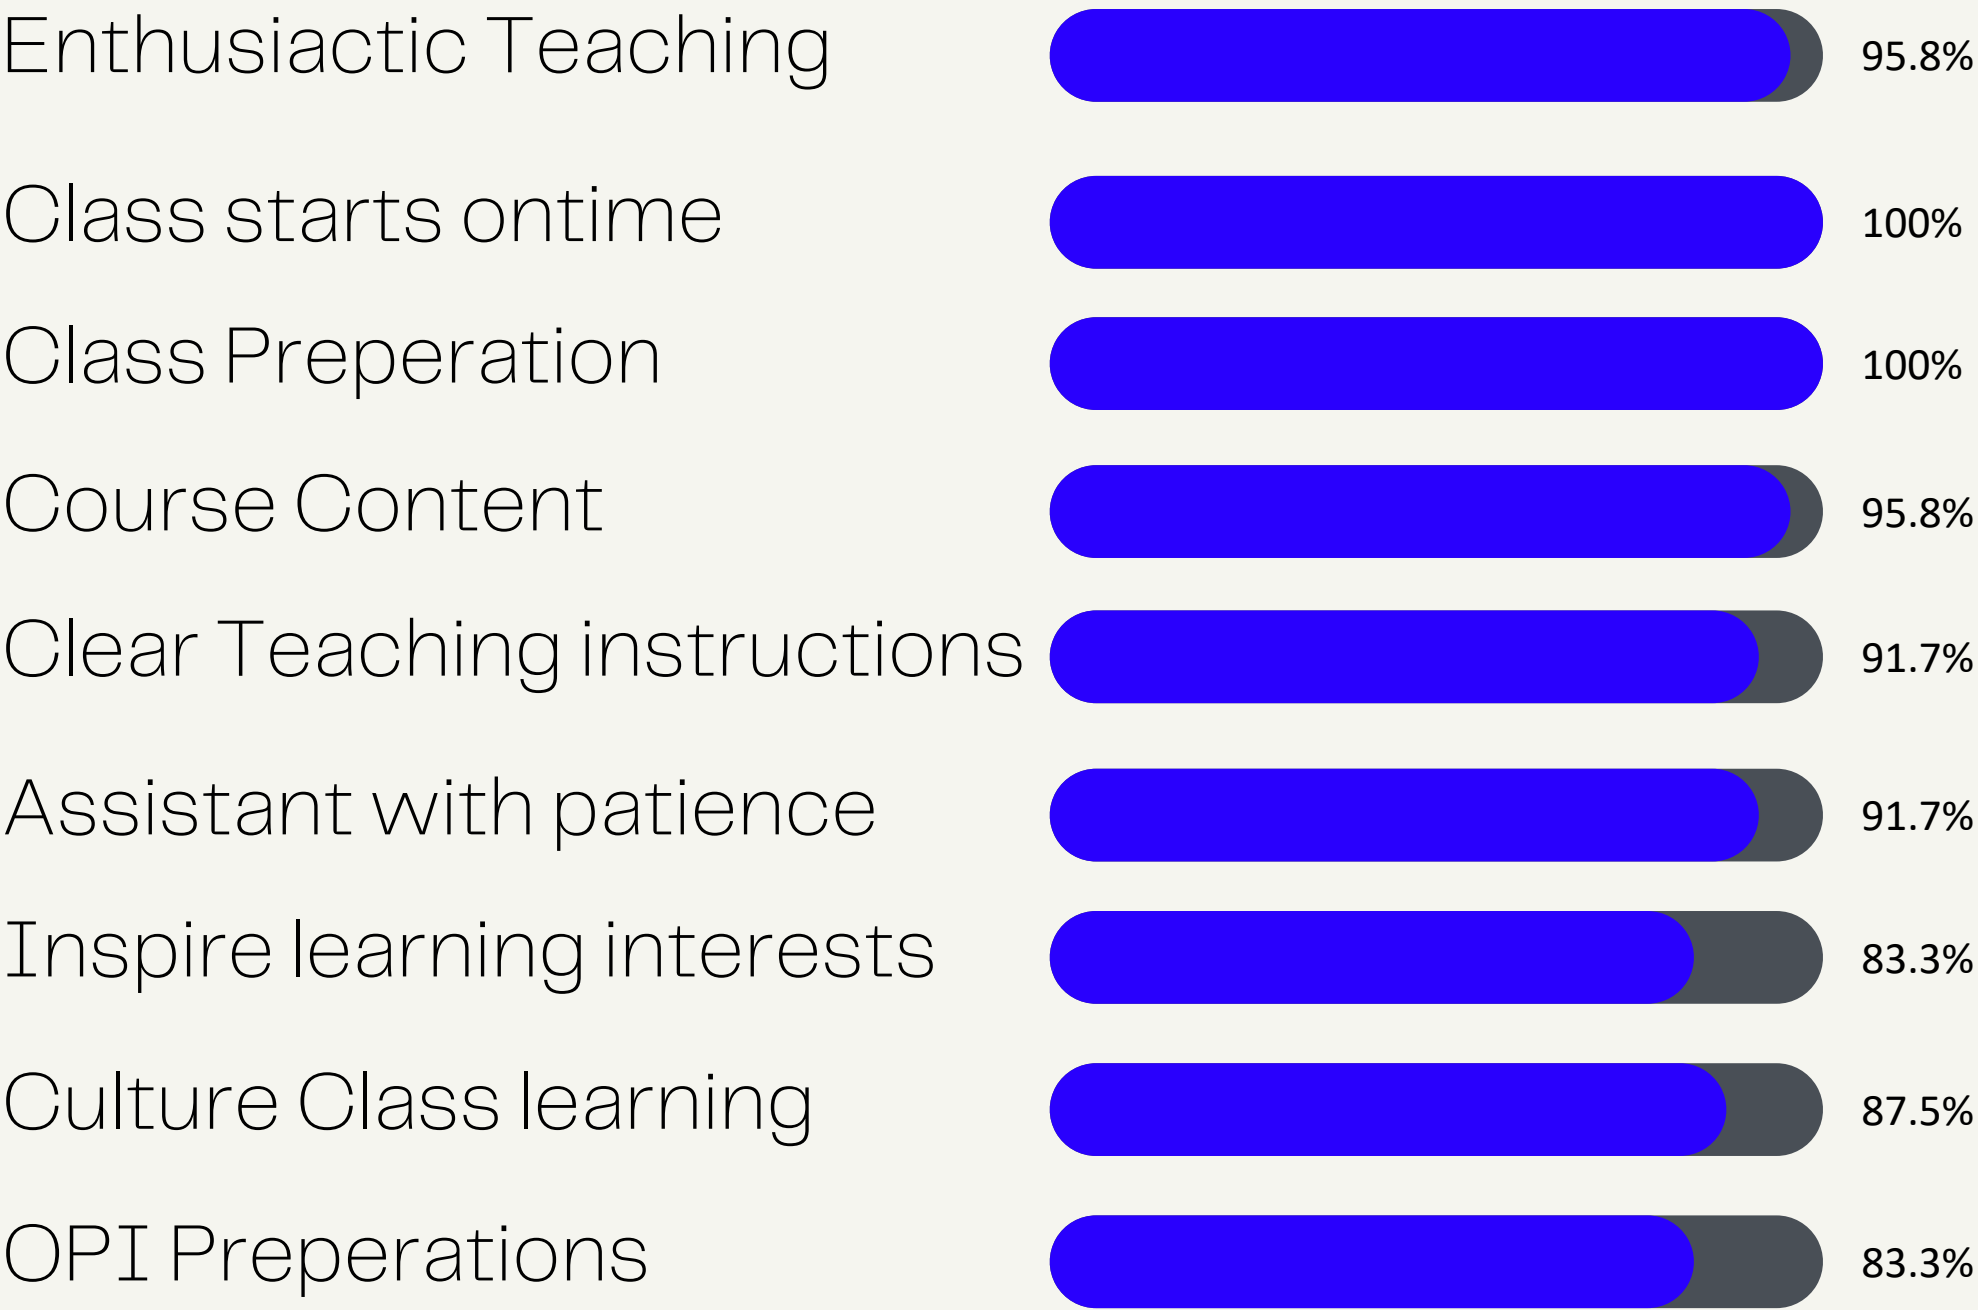 Enthusiactic Teaching 95.8%
Class starts ontime 100%
Class Preperation 100%
Course Content 95.8%
Clear Teaching instructions 91.7%
Assistant with patience 91.7%
Inspire learning interests 83.3%
Culture Class learning 87.5%
OPI Preperations 83.3%